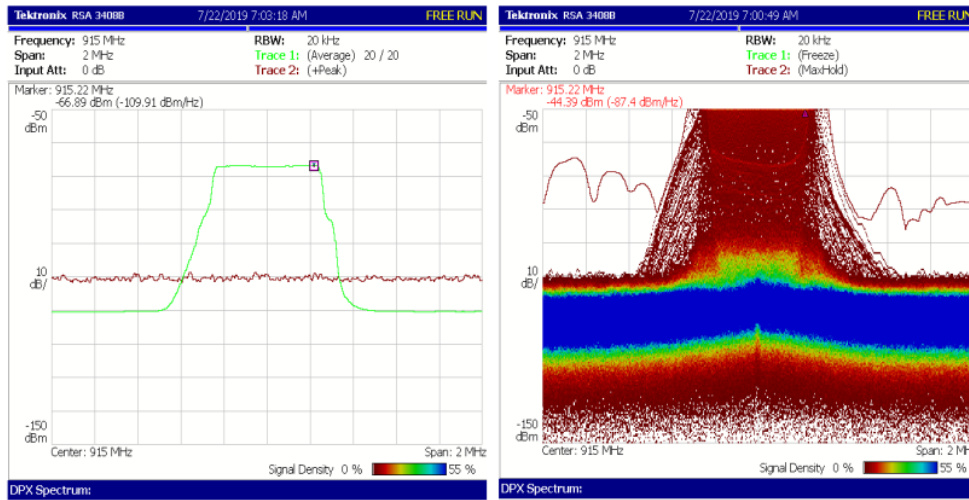 Tektronix RSA 3408B 7/22/2019 7:03:18 AM FREE RUN
Frequency: 915 MHz RBW: 20 kHz
Span: 2 MHz Trace 1: (Average) 20 / 20
Input Att: 0 dB Trace 2: (+Peak)
Marker: 915.22 MHz
-66.89 dBm (-109.91 dBm/Hz)
-50
dBm
10
dB/
-150
dBm
Center: 915 MHz Span: 2 MHz
Signal Density 0 % 55 %
DPX Spectrum:
Tektronix RSA 3408B 7/22/2019 7:00:49 AM FREE RUN
Frequency: 915 MHz RBW: 20 kHz
Span: 2 MHz Trace 1: (Freeze)
Input Att: 0 dB Trace 2: (MaxHold)
Marker: 915.22 MHz
-44.39 dBm (-87.4 dBm/Hz)
-50
dBm
10
dB/
-150
dBm
Center: 915 MHz Span: 2 MH
Signal Density 0 % 55 %
DPX Spectrum: